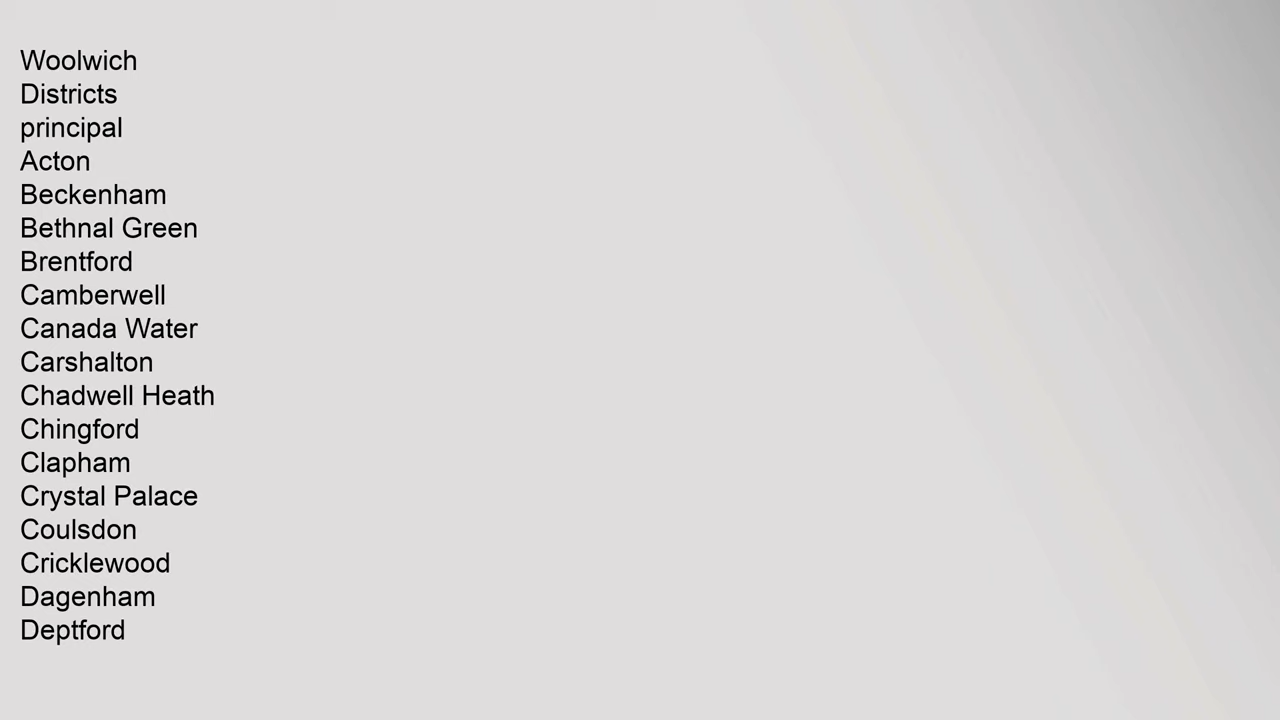 Woolwich
Districts
principal
Acton
Beckenham
Bethnal Green
Brentford
Camberwell
Canada Water
Carshalton
Chadwell Heath
Chingford
Clapham
Crystal Palace
Coulsdon
Cricklewood
Dagenham
Deptford